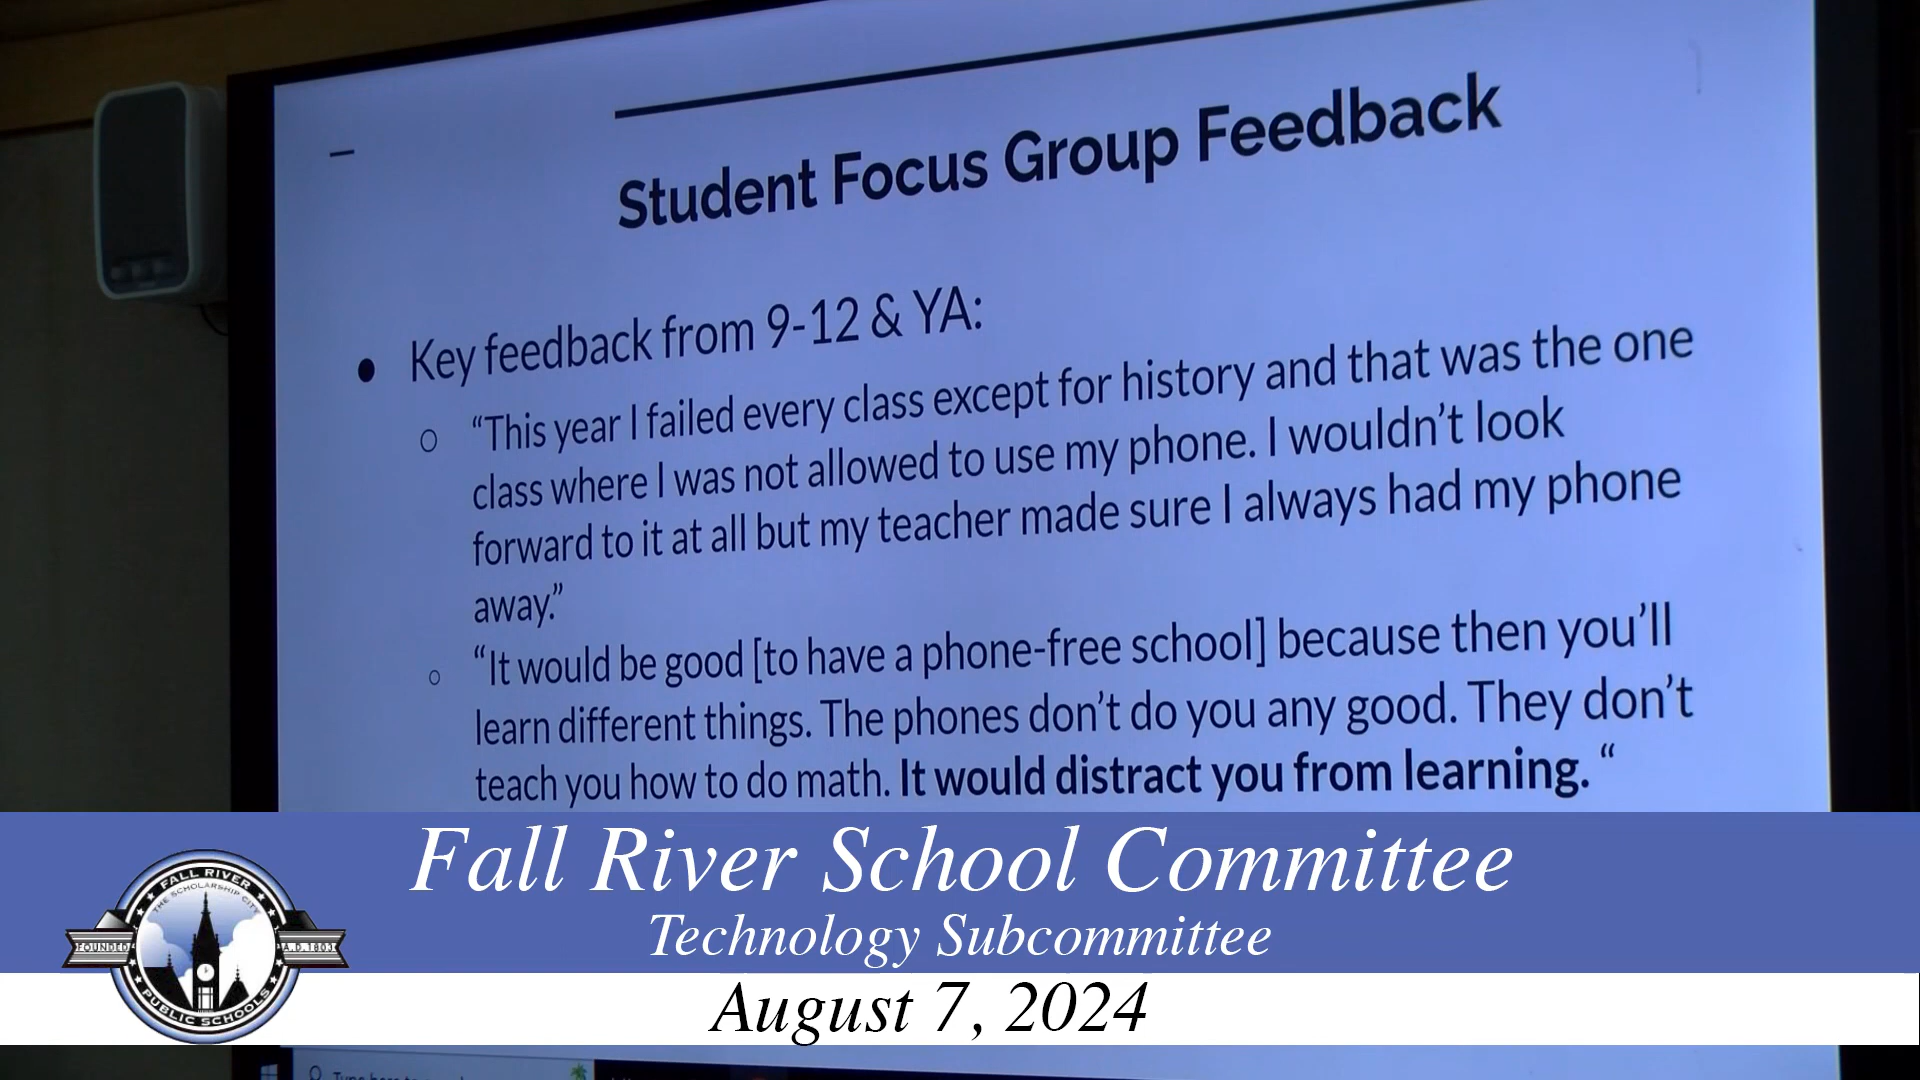 Student Focus Group Feedback
● Key feedback from 9-12 & YA:
○ “This year I failed every class except for history and that was the one
class where I was not allowed to use my phone. I wouldn’t look
forward to it at all but my teacher made sure I always had my phone
away.”
○ “It would be good [to have a phone-free school] because then you’ll
learn different things. The phones don’t do you any good. They don’t
teach you how to do math. It would distract you from learning. “
Fall River School Committee
Technology Subcommittee
August 7, 2024
FALL RIVER
THE SCHOLARSHIP CITY
FOUNDED
A.D. 1803
PUBLIC SCHOOLS
Type here to